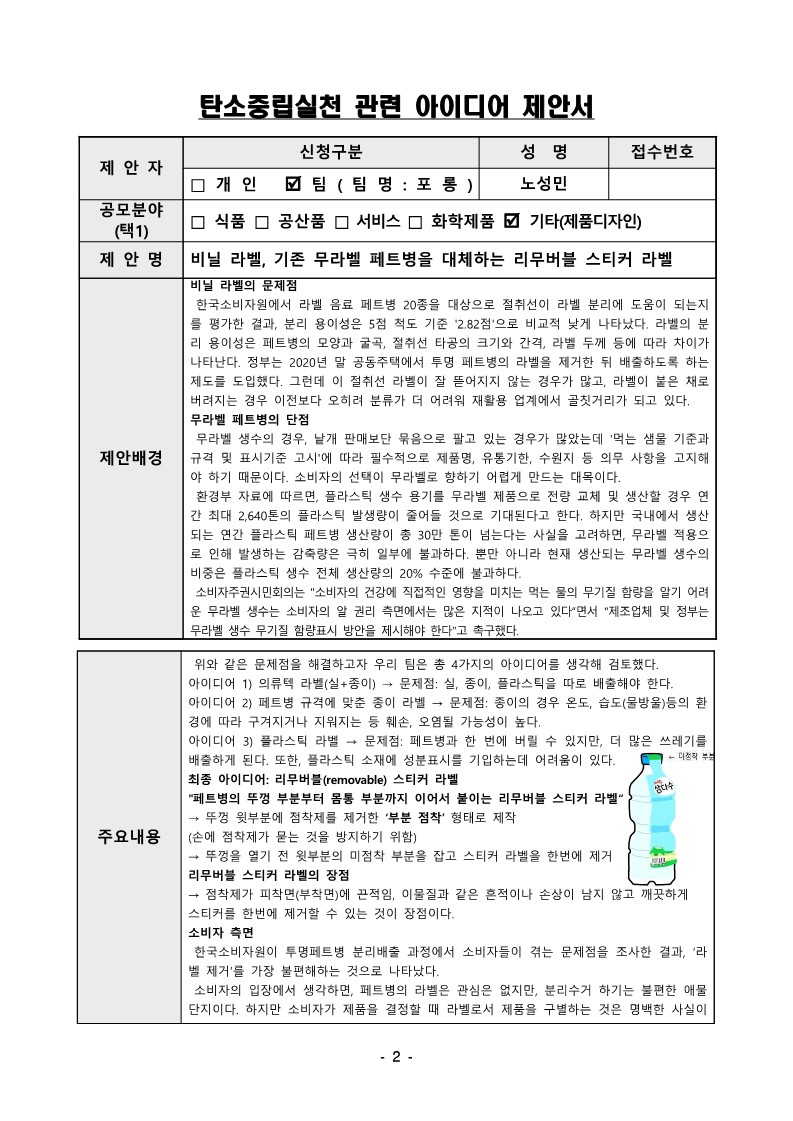 탄소중립실천 관련 아이디어 제안서
제 안 자
신청구분
성 명
접수번호
□ 개 인 ☑ 팀 ( 팀 명 : 포 롱 )
노성민
공모분야
(택1)
□ 식품 □ 공산품 □ 서비스 □ 화학제품 ☑ 기타(제품디자인)
제 안 명
비닐 라벨, 기존 무라벨 페트병을 대체하는 리무버블 스티커 라벨
제안배경
비닐 라벨의 문제점
한국소비자원에서 라벨 음료 페트병 20종을 대상으로 절취선이 라벨 분리에 도움이 되는지
를 평가한 결과, 분리 용이성은 5점 척도 기준 '2.82점'으로 비교적 낮게 나타났다. 라벨의 분
리 용이성은 페트병의 모양과 굴곡, 절취선 타공의 크기와 간격, 라벨 두께 등에 따라 차이가
나타난다. 정부는 2020년 말 공동주택에서 투명 페트병의 라벨을 제거한 뒤 배출하도록 하는
제도를 도입했다. 그런데 이 절취선 라벨이 잘 뜯어지지 않는 경우가 많고, 라벨이 붙은 채로
버려지는 경우 이전보다 오히려 분류가 더 어려워 재활용 업계에서 골칫거리가 되고 있다.
무라벨 페트병의 단점
무라벨 생수의 경우, 낱개 판매보단 묶음으로 팔고 있는 경우가 많았는데 '먹는 샘물 기준과
규격 및 표시기준 고시'에 따라 필수적으로 제품명, 유통기한, 수원지 등 의무 사항을 고지해
야 하기 때문이다. 소비자의 선택이 무라벨로 향하기 어렵게 만드는 대목이다.
환경부 자료에 따르면, 플라스틱 생수 용기를 무라벨 제품으로 전량 교체 및 생산할 경우 연
간 최대 2,640톤의 플라스틱 발생량이 줄어들 것으로 기대된다고 한다. 하지만 국내에서 생산
되는 연간 플라스틱 페트병 생산량이 총 30만 톤이 넘는다는 사실을 고려하면, 무라벨 적용으
로 인해 발생하는 감축량은 극히 일부에 불과하다. 뿐만 아니라 현재 생산되는 무라벨 생수의
비중은 플라스틱 생수 전체 생산량의 20% 수준에 불과하다.
소비자주권시민회의는 "소비자의 건강에 직접적인 영향을 미치는 먹는 물의 무기질 함량을 알기 어려
운 무라벨 생수는 소비자의 알 권리 측면에서는 많은 지적이 나오고 있다"면서 "제조업체 및 정부는
무라벨 생수 무기질 함량표시 방안을 제시해야 한다"고 촉구했다.
주요내용
위와 같은 문제점을 해결하고자 우리 팀은 총 4가지의 아이디어를 생각해 검토했다.
아이디어 1) 의류텍 라벨(실+종이) → 문제점: 실, 종이, 플라스틱을 따로 배출해야 한다.
아이디어 2) 페트병 규격에 맞춘 종이 라벨 → 문제점: 종이의 경우 온도, 습도(물방울)등의 환
경에 따라 구겨지거나 지워지는 등 훼손, 오염될 가능성이 높다.
아이디어 3) 플라스틱 라벨 → 문제점: 페트병과 한 번에 버릴 수 있지만, 더 많은 쓰레기를
배출하게 된다. 또한, 플라스틱 소재에 성분표시를 기입하는데 어려움이 있다.
← 미점착 부분
삼다수
최종 아이디어: 리무버블(removable) 스티커 라벨
"페트병의 뚜껑 부분부터 몸통 부분까지 이어서 붙이는 리무버블 스티커 라벨"
→ 뚜껑 윗부분에 점착제를 제거한 '부분 점착' 형태로 제작
(손에 점착제가 묻는 것을 방지하기 위함)
→ 뚜껑을 열기 전 윗부분의 미점착 부분을 잡고 스티커 라벨을 한번에 제거
리무버블 스티커 라벨의 장점
→ 점착제가 피착면(부착면)에 끈적임, 이물질과 같은 흔적이나 손상이 남지 않고 깨끗하게
스티커를 한번에 제거할 수 있는 것이 장점이다.
소비자 측면
한국소비자원이 투명페트병 분리배출 과정에서 소비자들이 겪는 문제점을 조사한 결과, '라
벨 제거'를 가장 불편해하는 것으로 나타났다.
소비자의 입장에서 생각하면, 페트병의 라벨은 관심은 없지만, 분리수거 하기는 불편한 애물
단지이다. 하지만 소비자가 제품을 결정할 때 라벨로서 제품을 구별하는 것은 명백한 사실이
- 2 -